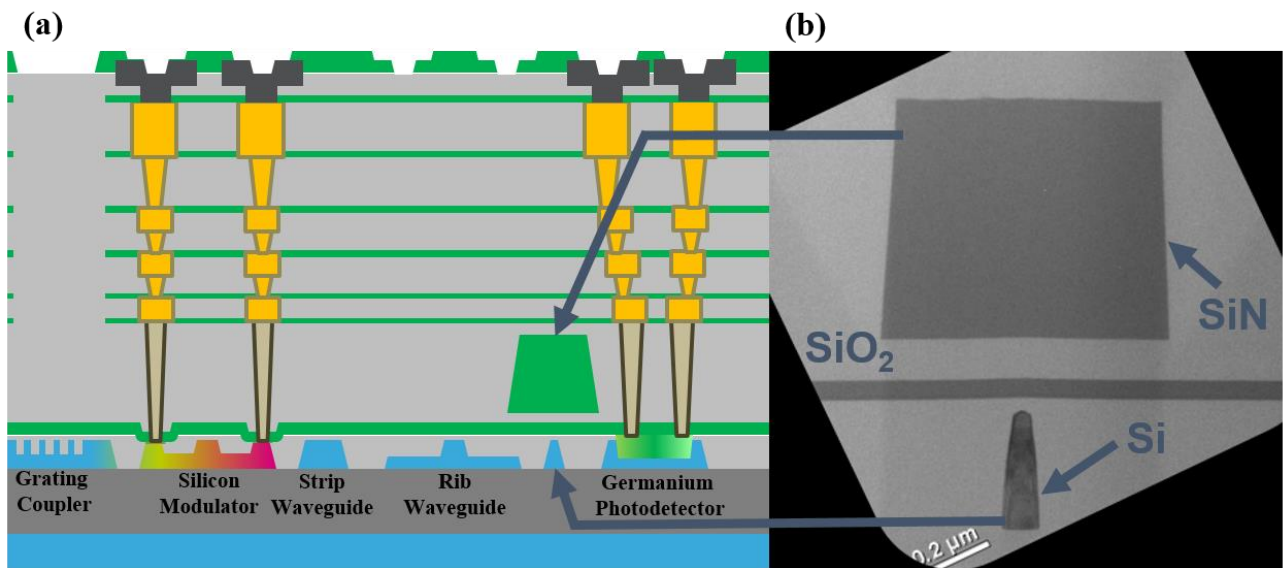 (a)
(b)
SiN
SiO₂
Si
Grating
Coupler
Silicon
Modulator
Strip
Waveguide
Rib
Waveguide
Germanium
Photodetector
0.2 μm